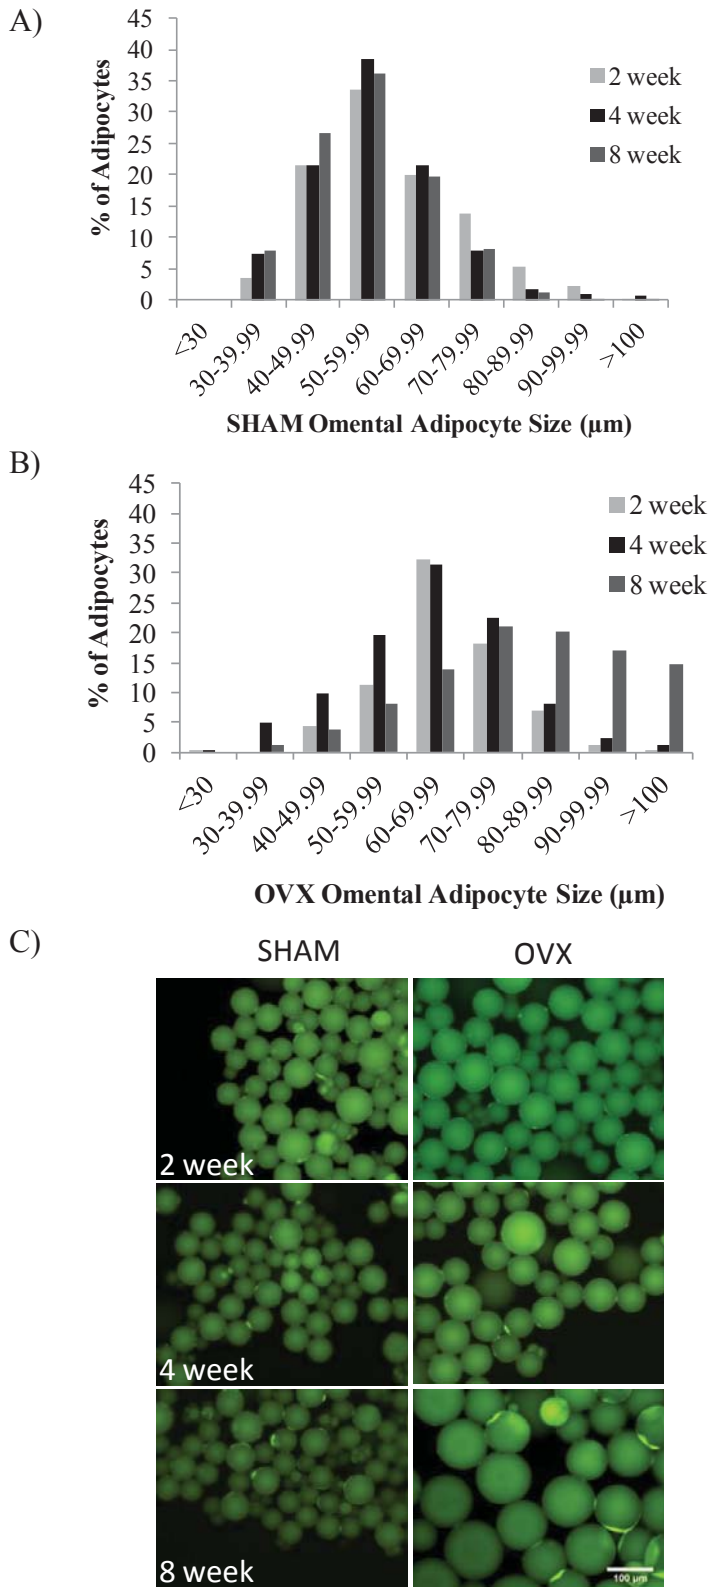 A)
% of Adipocytes
45
40
35
30
25
20
15
10
5
0
2 week
4 week
8 week
<30
30-39.99
40-49.99
50-59.99
60-69.99
70-79.99
80-89.99
90-99.99
>100
SHAM Omental Adipocyte Size (µm)
B)
% of Adipocytes
45
40
35
30
25
20
15
10
5
0
2 week
4 week
8 week
<30
30-39.99
40-49.99
50-59.99
60-69.99
70-79.99
80-89.99
90-99.99
>100
OVX Omental Adipocyte Size (µm)
C)
SHAM OVX
2 week
4 week
8 week
100 µm